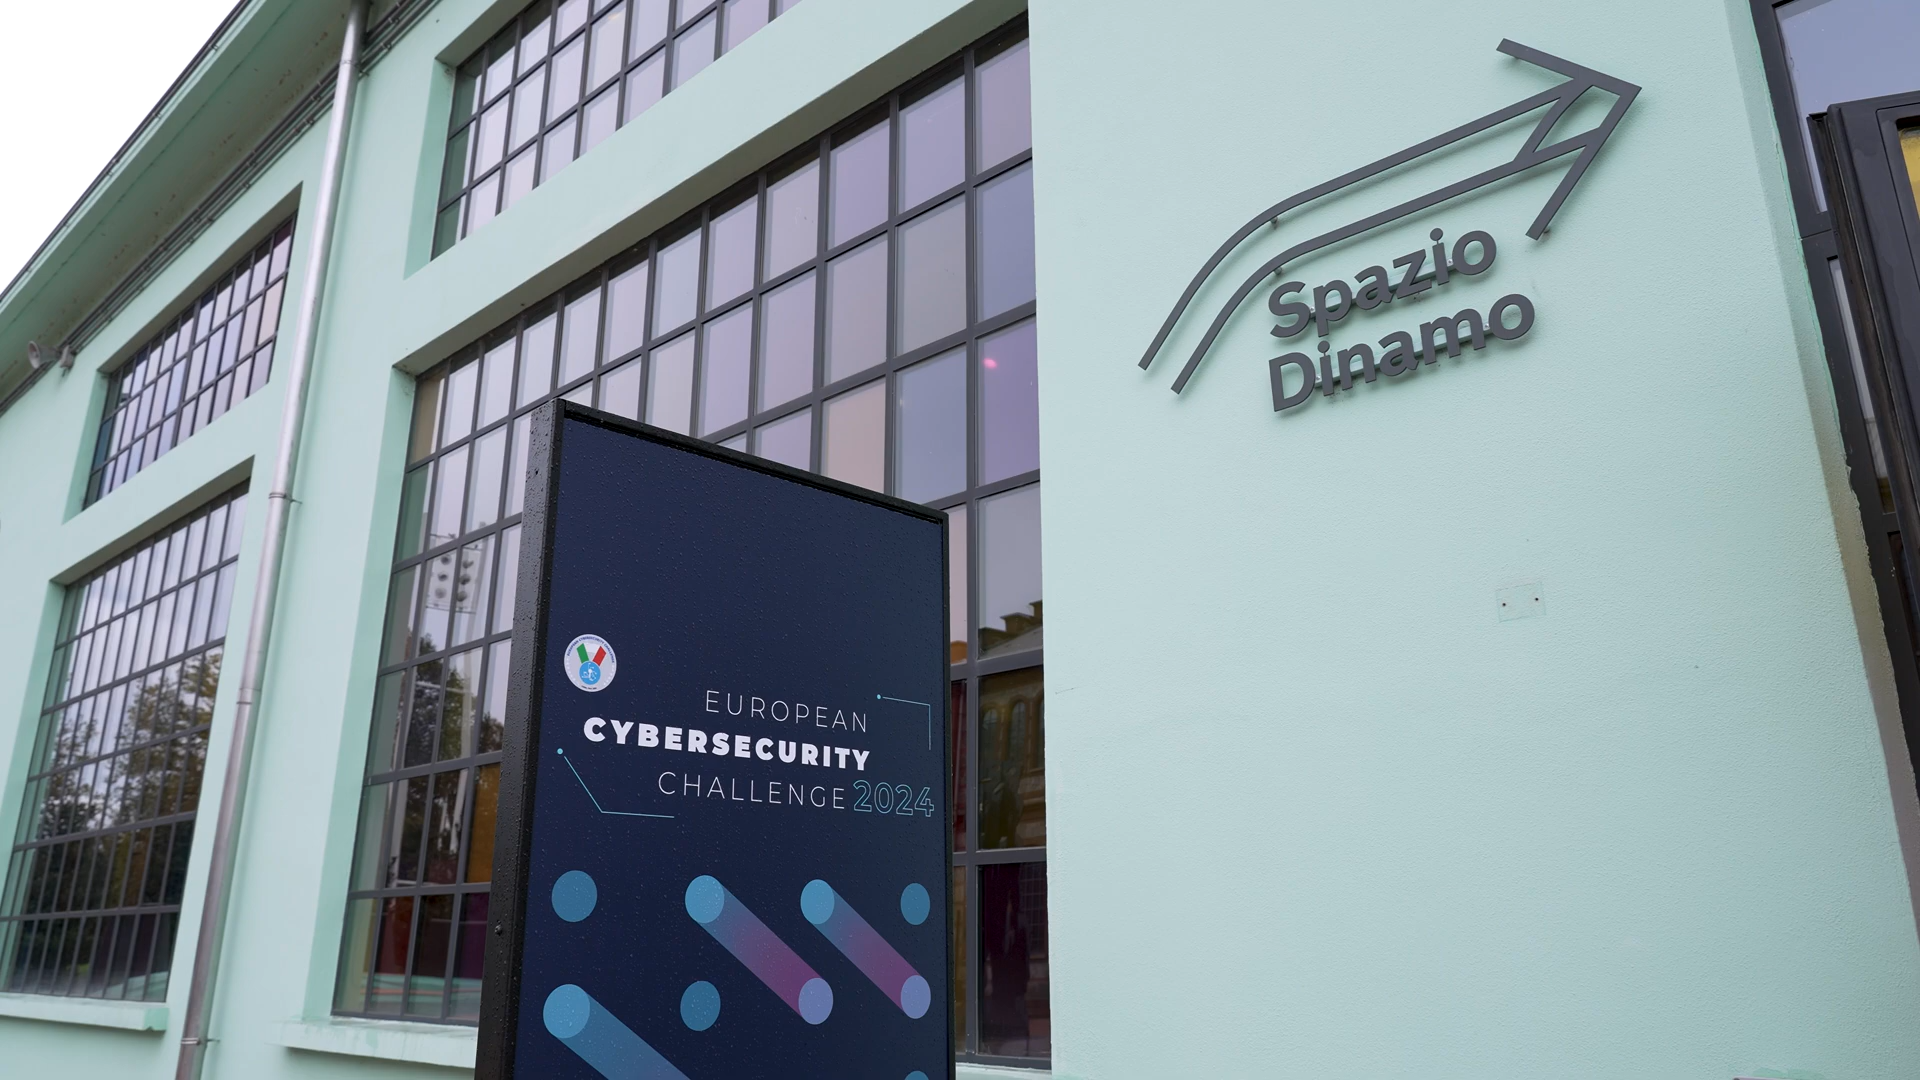 Spazio
Dinamo
EUROPEAN
CYBERSECURITY
CHALLENGE 2024